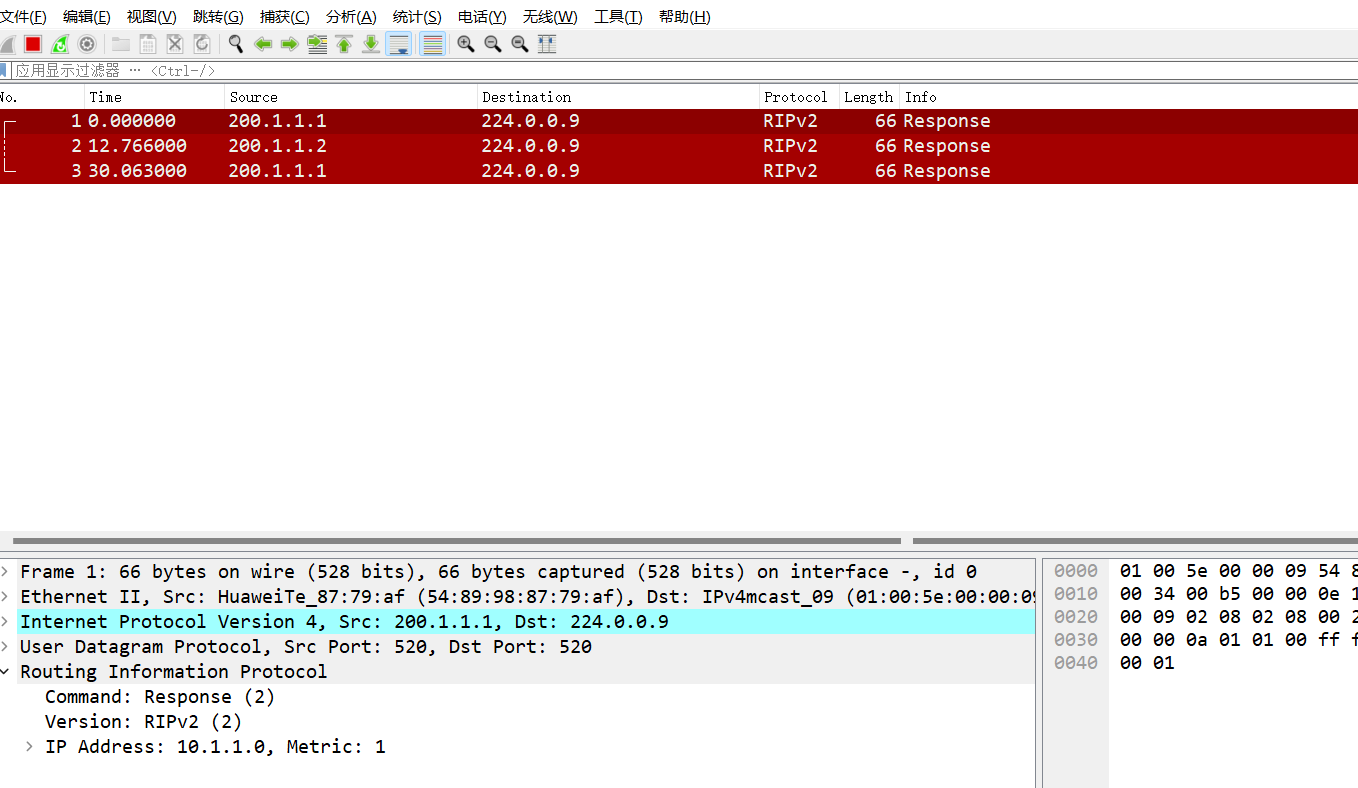 文件(F) 编辑(E) 视图(V) 跳转(G) 捕获(C) 分析(A) 统计(S) 电话(Y) 无线(W) 工具(T) 帮助(H)
应用显示过滤器 … <Ctrl-/>
No. Time Source Destination Protocol Length Info
1 0.000000 200.1.1.1 224.0.0.9 RIPv2 66 Response
2 12.766000 200.1.1.2 224.0.0.9 RIPv2 66 Response
3 30.063000 200.1.1.1 224.0.0.9 RIPv2 66 Response
Frame 1: 66 bytes on wire (528 bits), 66 bytes captured (528 bits) on interface -, id 0
Ethernet II, Src: HuaweiTe_87:79:af (54:89:98:87:79:af), Dst: IPv4mcast_09 (01:00:5e:00:00:09
Internet Protocol Version 4, Src: 200.1.1.1, Dst: 224.0.0.9
User Datagram Protocol, Src Port: 520, Dst Port: 520
Routing Information Protocol
Command: Response (2)
Version: RIPv2 (2)
IP Address: 10.1.1.0, Metric: 1
0000 01 00 5e 00 00 09 54 8
0010 00 34 00 b5 00 00 0e 1
0020 00 09 02 08 02 08 00 2
0030 00 00 0a 01 01 00 ff f
0040 00 01